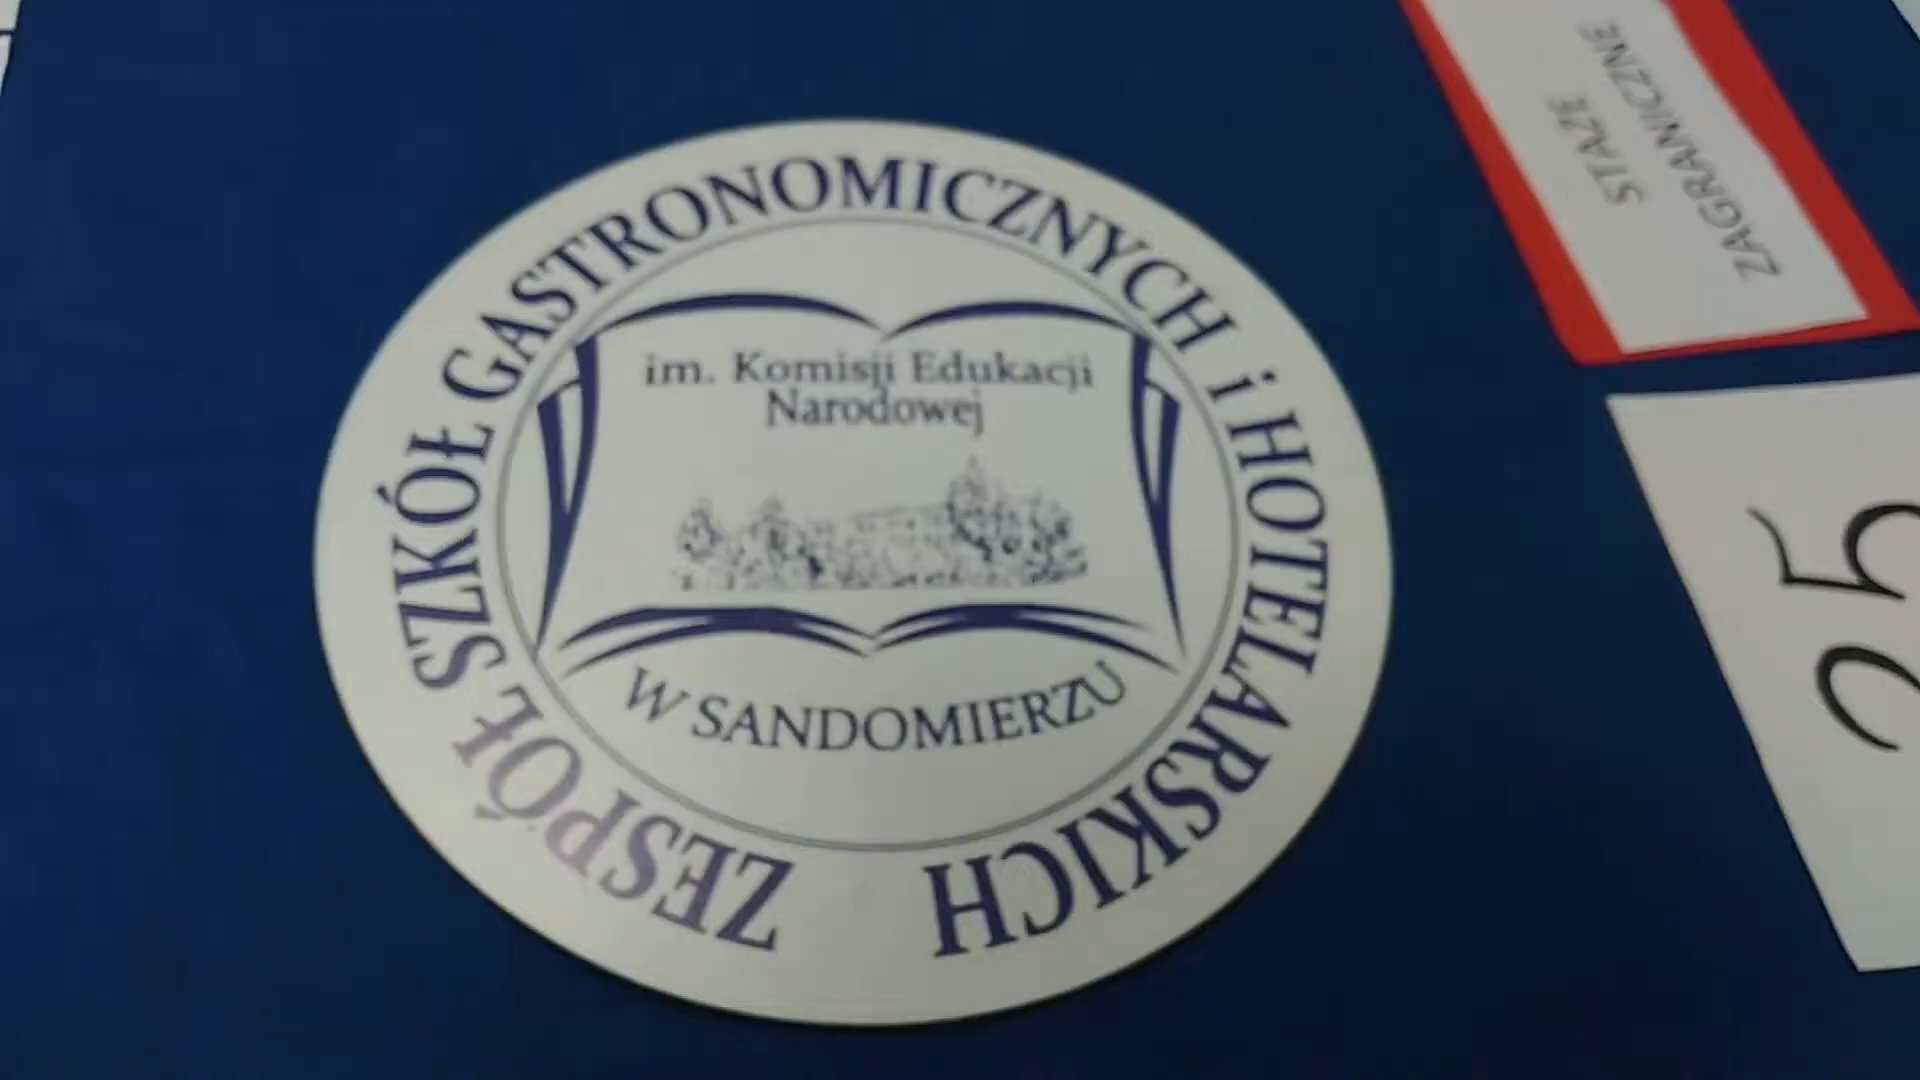 ZESPÓŁ SZKÓŁ GASTRONOMICZNYCH i HOTELARSKICH
im. Komisji Edukacji
Narodowej
W SANDOMIERZU
STAŻE
ZAGRANICZNE
25